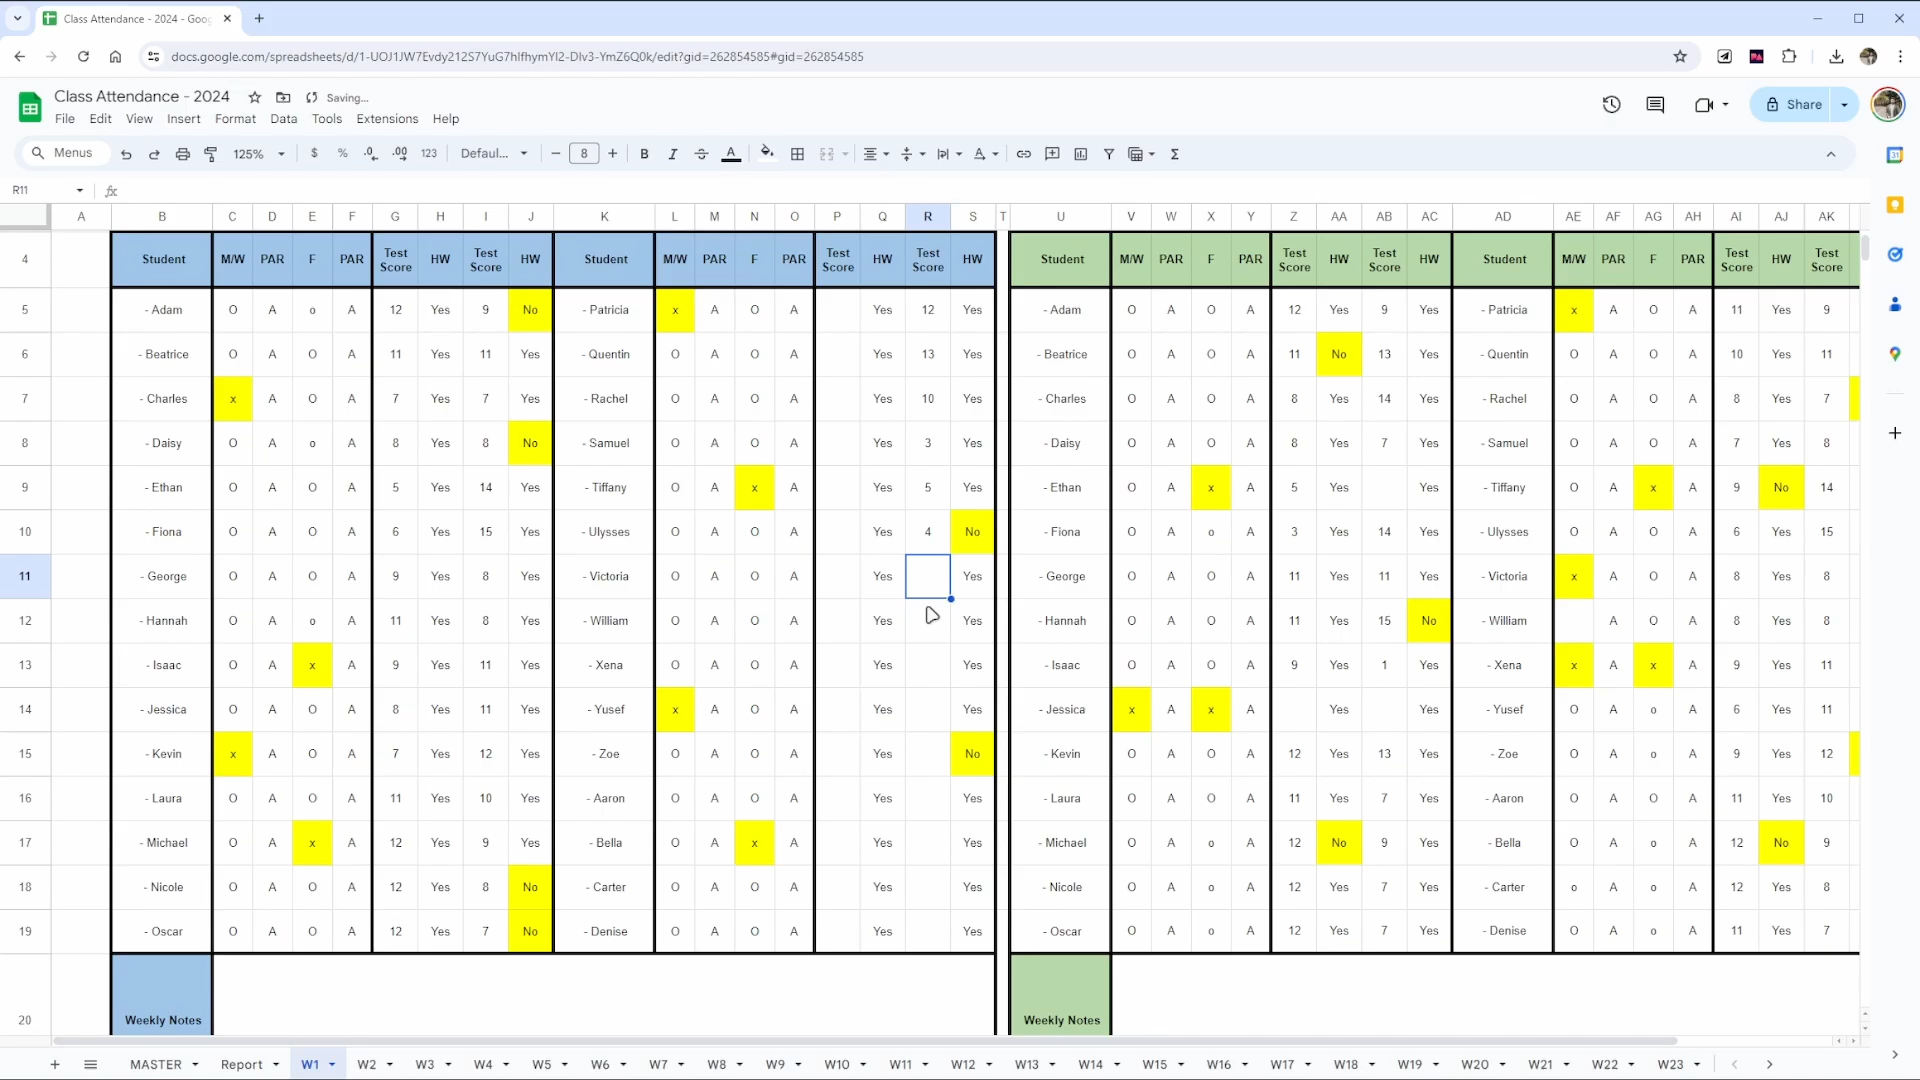 Class Attendance - 2024 - Goo
docs.google.com/spreadsheets/d/1-UOJ1JW7Evdy212S7YuG7hIfhymYl2-Dlv3-YmZ6Q0k/edit?gid=262854585#gid=262854585
Class Attendance - 2024 Saving...
File Edit View Insert Format Data Tools Extensions Help
Share
Menus 125% $ % .0 .00 123 Defaul... − 8 + B I S A Σ
R11 fx
A B C D E F G H I J K L M N O P Q R S T U V W X Y Z AA AB AC AD AE AF AG AH AI AJ AK
4 Student M/W PAR F PAR Test Score HW Test Score HW Student M/W PAR F PAR Test Score HW Test Score HW Student M/W PAR F PAR Test Score HW Test Score HW Student M/W PAR F PAR Test Score HW Test Score
5 - Adam O A o A 12 Yes 9 No - Patricia x A O A Yes 12 Yes - Adam O A O A 12 Yes 9 Yes - Patricia x A O A 11 Yes 9
6 - Beatrice O A O A 11 Yes 11 Yes - Quentin O A O A Yes 13 Yes - Beatrice O A O A 11 No 13 Yes - Quentin O A O A 10 Yes 11
7 - Charles x A O A 7 Yes 7 Yes - Rachel O A O A Yes 10 Yes - Charles O A O A 8 Yes 14 Yes - Rachel O A O A 8 Yes 7
8 - Daisy O A o A 8 Yes 8 No - Samuel O A O A Yes 3 Yes - Daisy O A O A 8 Yes 7 Yes - Samuel O A O A 7 Yes 8
9 - Ethan O A O A 5 Yes 14 Yes - Tiffany O A x A Yes 5 Yes - Ethan O A x A 5 Yes Yes - Tiffany O A x A 9 No 14
10 - Fiona O A O A 6 Yes 15 Yes - Ulysses O A O A Yes 4 No - Fiona O A o A 3 Yes 14 Yes - Ulysses O A O A 6 Yes 15
11 - George O A O A 9 Yes 8 Yes - Victoria O A O A Yes Yes - George O A O A 11 Yes 11 Yes - Victoria x A O A 8 Yes 8
12 - Hannah O A o A 11 Yes 8 Yes - William O A O A Yes Yes - Hannah O A O A 11 Yes 15 No - William A O A 8 Yes 8
13 - Isaac O A x A 9 Yes 11 Yes - Xena O A O A Yes Yes - Isaac O A O A 9 Yes 1 Yes - Xena x A x A 9 Yes 11
14 - Jessica O A O A 8 Yes 11 Yes - Yusef x A O A Yes Yes - Jessica x A x A Yes Yes - Yusef O A o A 6 Yes 11
15 - Kevin x A O A 7 Yes 12 Yes - Zoe O A O A Yes No - Kevin O A O A 12 Yes 13 Yes - Zoe O A o A 9 Yes 12
16 - Laura O A O A 11 Yes 10 Yes - Aaron O A O A Yes Yes - Laura O A O A 11 Yes 7 Yes - Aaron O A O A 11 Yes 10
17 - Michael O A x A 12 Yes 9 Yes - Bella O A x A Yes Yes - Michael O A o A 12 No 9 Yes - Bella O A o A 12 No 9
18 - Nicole O A O A 12 Yes 8 No - Carter O A O A Yes Yes - Nicole O A o A 12 Yes 7 Yes - Carter o A o A 12 Yes 8
19 - Oscar O A O A 12 Yes 7 No - Denise O A O A Yes Yes - Oscar O A o A 12 Yes 7 Yes - Denise O A o A 11 Yes 7
20 Weekly Notes Weekly Notes
MASTER Report W1 W2 W3 W4 W5 W6 W7 W8 W9 W10 W11 W12 W13 W14 W15 W16 W17 W18 W19 W20 W21 W22 W23